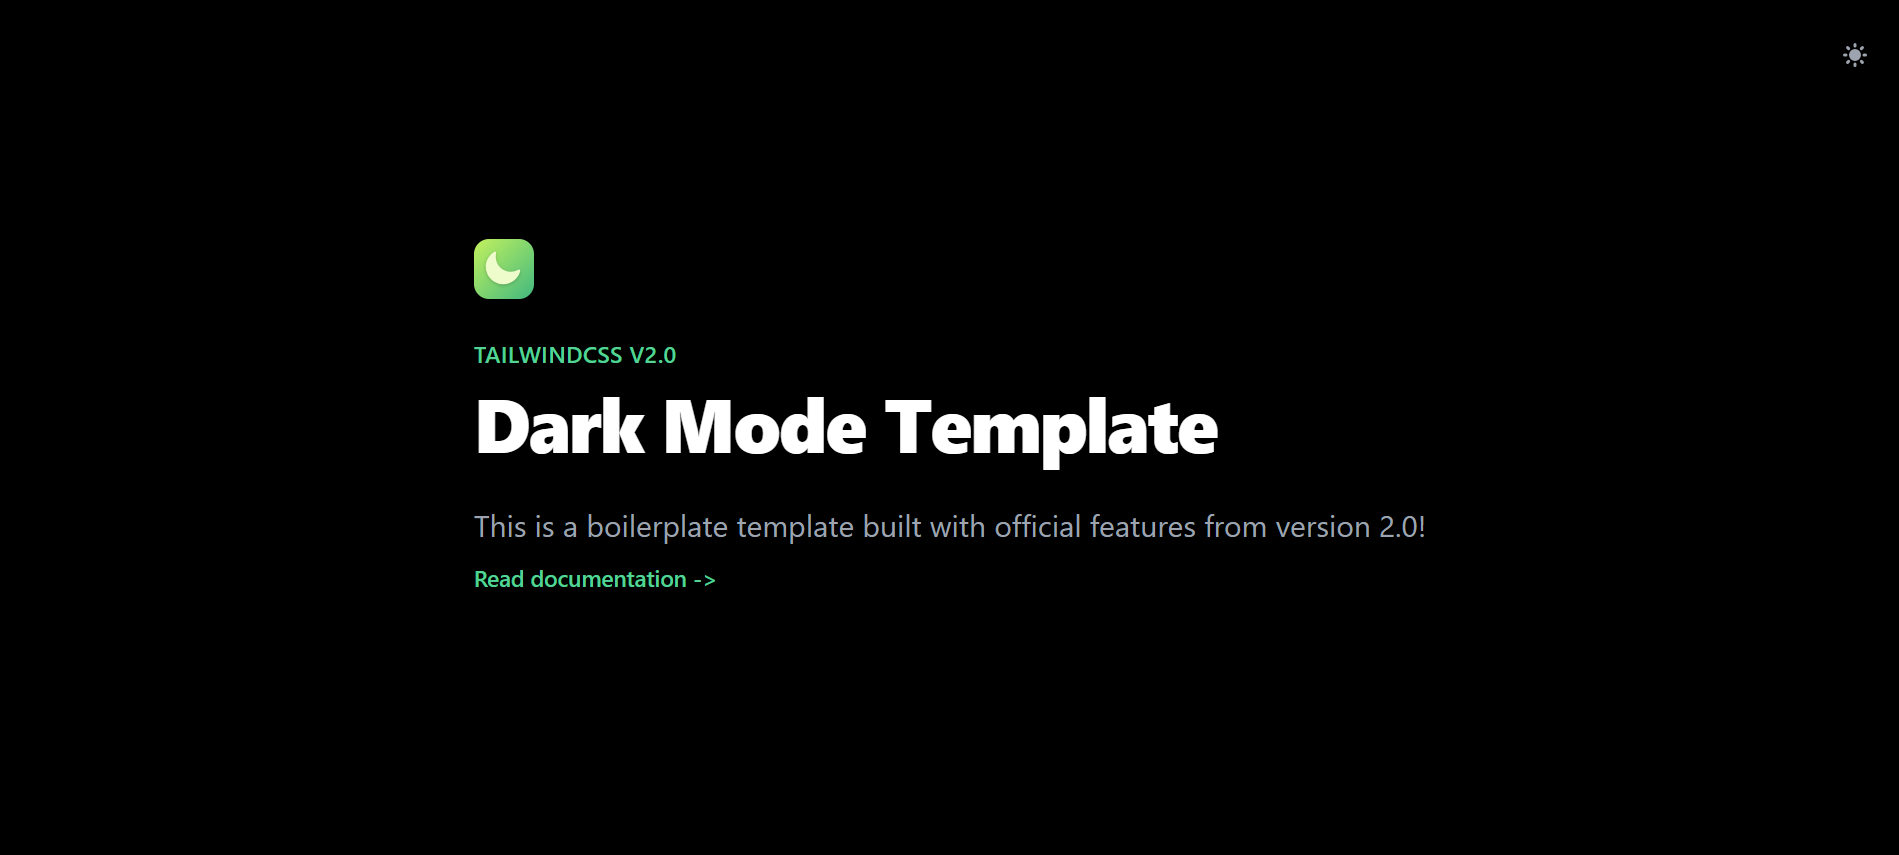 TAILWINDCSS V2.0
Dark Mode Template
This is a boilerplate template built with official features from version 2.0!
Read documentation ->